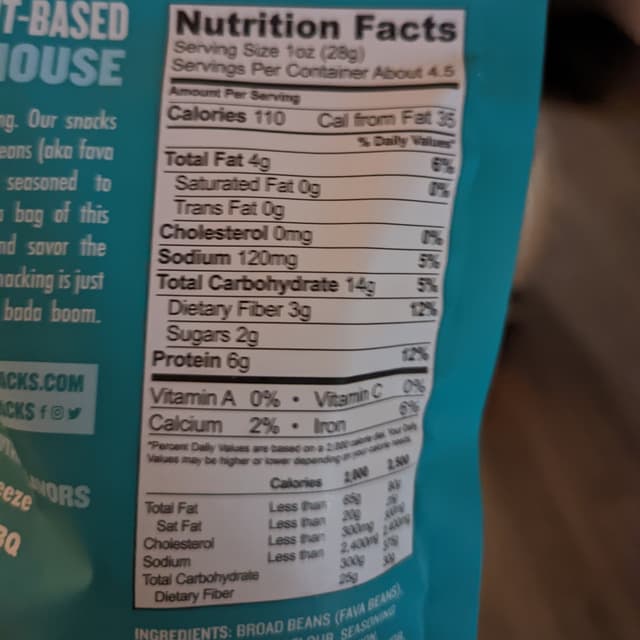 T-BASED
HOUSE
ng. Our snacks
eans (aka fava
seasoned to
bag of this
nd savor the
nacking is just
bada boom.
ACKS.COM
ACKS
VORS
eeze
BQ
Nutrition Facts
Serving Size 1oz (28g)
Servings Per Container About 4.5
Amount Per Serving
Calories 110 Cal from Fat 35
% Daily Values*
Total Fat 4g 6%
Saturated Fat 0g 0%
Trans Fat 0g
Cholesterol 0mg 0%
Sodium 120mg 5%
Total Carbohydrate 14g 5%
Dietary Fiber 3g 12%
Sugars 2g
Protein 6g 12%
Vitamin A 0% • Vitamin C 0%
Calcium 2% • Iron 6%
*Percent Daily Values are based on a 2,000 calorie diet. Your Daily
Values may be higher or lower depending on your calorie needs.
Calories 2,000 2,500
Total Fat Less than 65g 80g
Sat Fat Less than 20g
Cholesterol Less than 300mg
Sodium Less than 2,400mg
Total Carbohydrate 300g
Dietary Fiber 25g
INGREDIENTS: BROAD BEANS (FAVA BEANS),
SEASONING